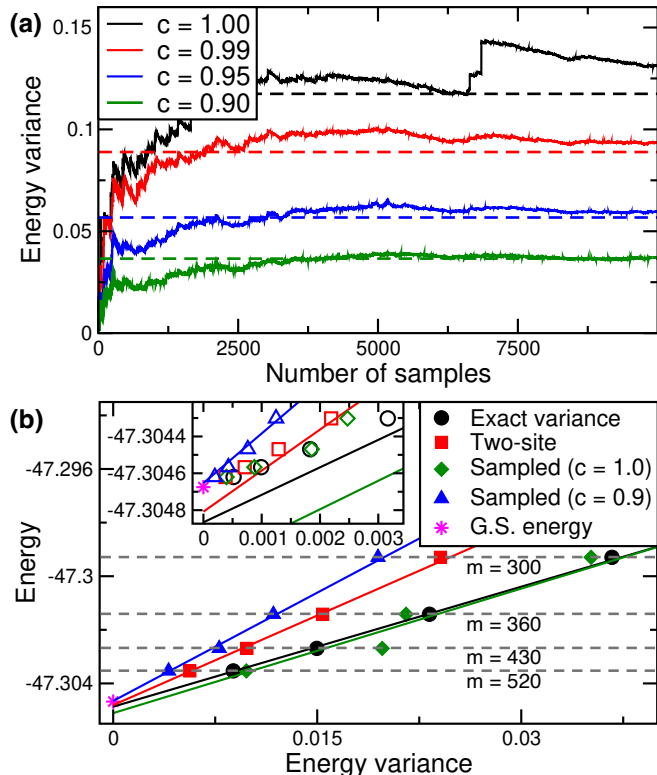 (a)
0.15
0.1
0.05
0
Energy variance
c = 1.00
c = 0.99
c = 0.95
c = 0.90
0 2500 5000 7500
Number of samples
(b)
-47.296
-47.3
-47.304
Energy
-47.3044
-47.3046
-47.3048
0 0.001 0.002 0.003
Exact variance
Two-site
Sampled (c = 1.0)
Sampled (c = 0.9)
G.S. energy
m = 300
m = 360
m = 430
m = 520
0 0.015 0.03
Energy variance